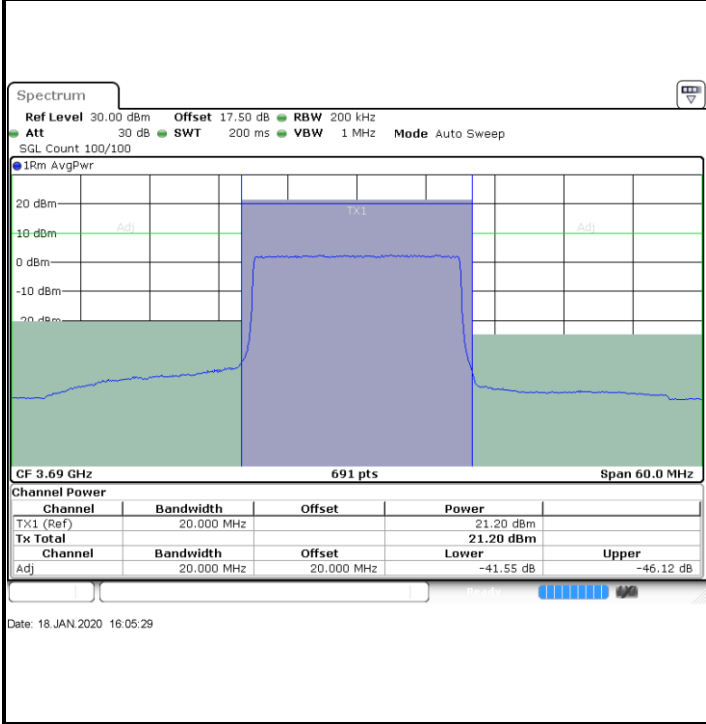 Spectrum
Ref Level 30.00 dBm Offset 17.50 dB RBW 200 kHz
Att 30 dB SWT 200 ms VBW 1 MHz Mode Auto Sweep
SGL Count 100/100
1Rm AvgPwr
20 dBm
TX1
Adj
Adj
10 dBm
0 dBm
-10 dBm
-20 dBm
CF 3.69 GHz 691 pts Span 60.0 MHz
Channel Power
Channel Bandwidth Offset Power
TX1 (Ref) 20.000 MHz 21.20 dBm
Tx Total 21.20 dBm
Channel Bandwidth Offset Lower Upper
Adj 20.000 MHz 20.000 MHz -41.55 dB -46.12 dB
Ready
Date: 18.JAN.2020 16:05:29